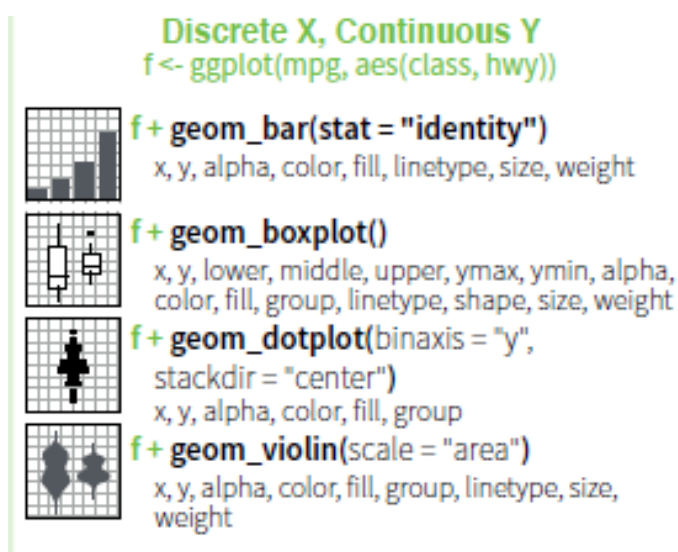 Discrete X, Continuous Y
f <- ggplot(mpg, aes(class, hwy))
f + geom_bar(stat = "identity")
x, y, alpha, color, fill, linetype, size, weight
f + geom_boxplot()
x, y, lower, middle, upper, ymax, ymin, alpha,
color, fill, group, linetype, shape, size, weight
f + geom_dotplot(binaxis = "y",
stackdir = "center")
x, y, alpha, color, fill, group
f + geom_violin(scale = "area")
x, y, alpha, color, fill, group, linetype, size,
weight